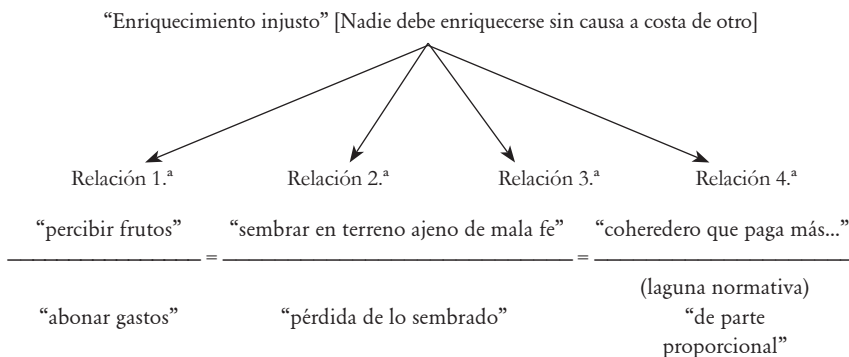 “Enriquecimiento injusto” [Nadie debe enriquecerse sin causa a costa de otro]
Relación 1.ª Relación 2.ª Relación 3.ª Relación 4.ª
“percibir frutos” “sembrar en terreno ajeno de mala fe” “coheredero que paga más...”
= =
(laguna normativa)
“abonar gastos” “pérdida de lo sembrado” “de parte
proporcional”